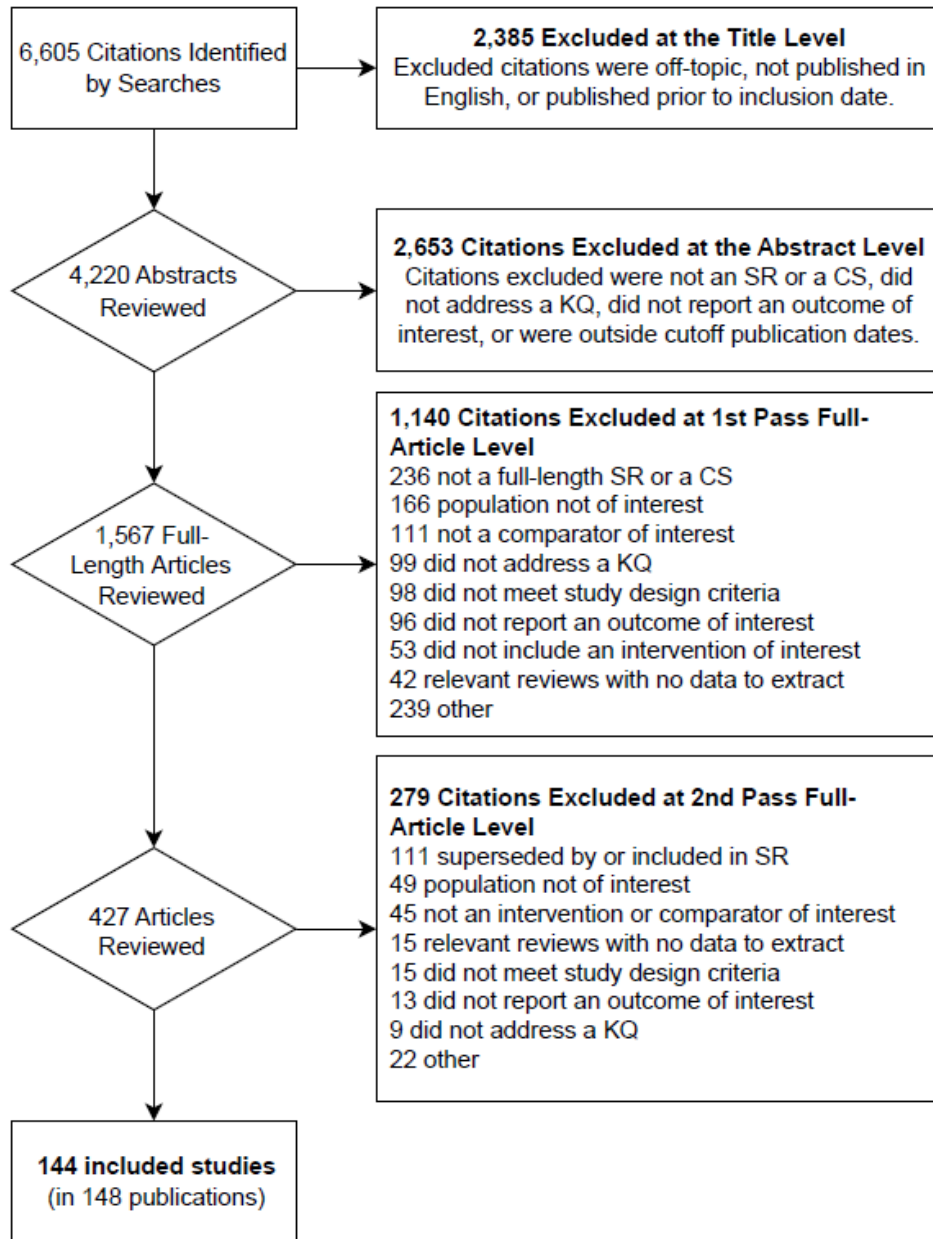 6,605 Citations Identified
by Searches
2,385 Excluded at the Title Level
Excluded citations were off-topic, not published in
English, or published prior to inclusion date.
4,220 Abstracts
Reviewed
2,653 Citations Excluded at the Abstract Level
Citations excluded were not an SR or a CS, did
not address a KQ, did not report an outcome of
interest, or were outside cutoff publication dates.
1,567 Full-
Length Articles
Reviewed
1,140 Citations Excluded at 1st Pass Full-
Article Level
236 not a full-length SR or a CS
166 population not of interest
111 not a comparator of interest
99 did not address a KQ
98 did not meet study design criteria
96 did not report an outcome of interest
53 did not include an intervention of interest
42 relevant reviews with no data to extract
239 other
427 Articles
Reviewed
279 Citations Excluded at 2nd Pass Full-
Article Level
111 superseded by or included in SR
49 population not of interest
45 not an intervention or comparator of interest
15 relevant reviews with no data to extract
15 did not meet study design criteria
13 did not report an outcome of interest
9 did not address a KQ
22 other
144 included studies
(in 148 publications)